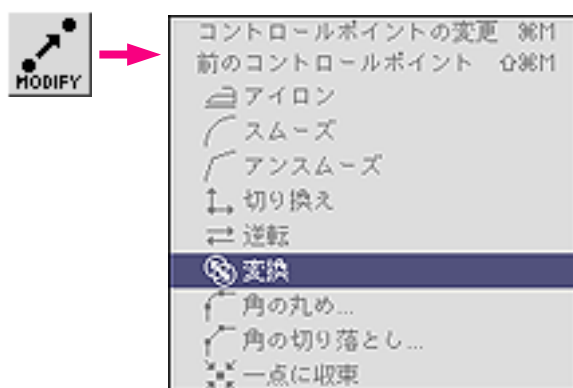 MODIFY
コントロールポイントの変更 ⌘M
前のコントロールポイント ⇧⌘M
アイロン
スムーズ
アンスムーズ
切り換え
逆転
変換
角の丸め...
角の切り落とし...
一点に収束